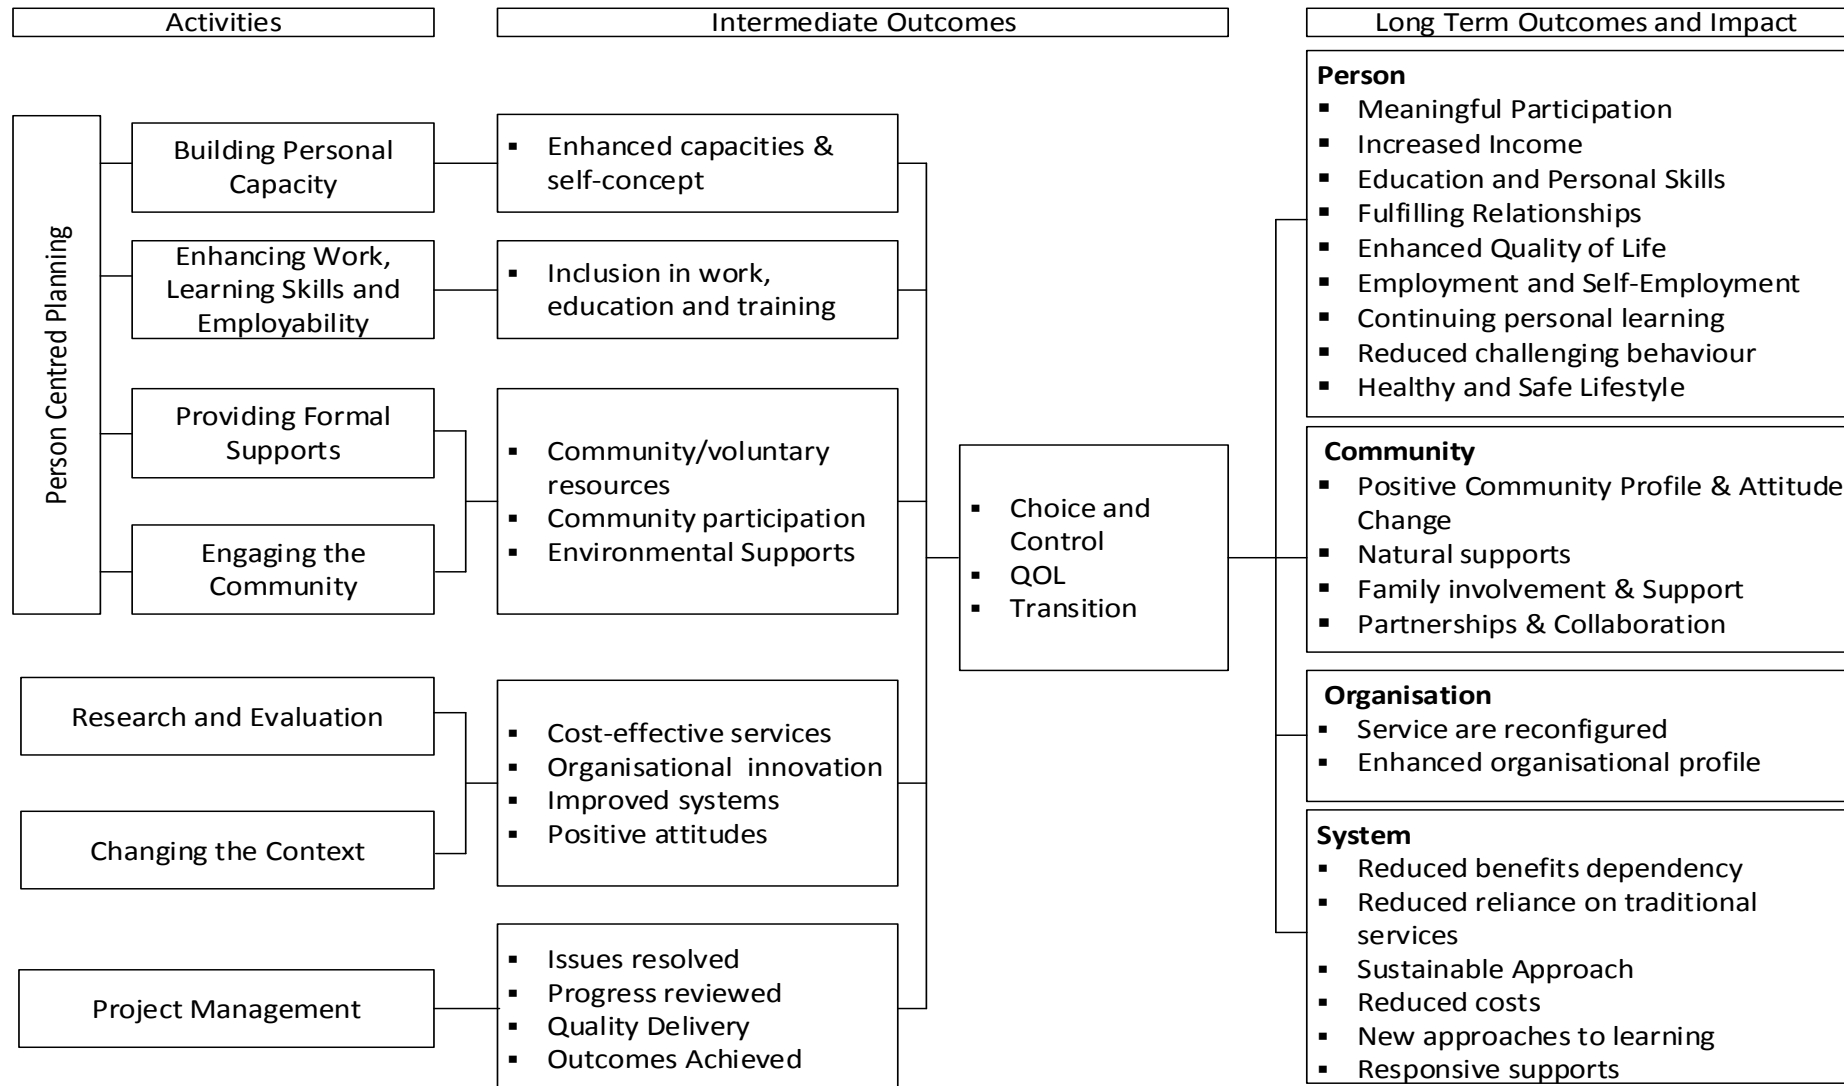 Activities
Intermediate Outcomes
Long Term Outcomes and Impact
Person Centred Planning
Building Personal
Capacity
Enhancing Work,
Learning Skills and
Employability
Providing Formal
Supports
Engaging the
Community
Research and Evaluation
Changing the Context
Project Management
▪ Enhanced capacities &
self-concept
▪ Inclusion in work,
education and training
▪ Community/voluntary
resources
▪ Community participation
▪ Environmental Supports
▪ Cost-effective services
▪ Organisational innovation
▪ Improved systems
▪ Positive attitudes
▪ Issues resolved
▪ Progress reviewed
▪ Quality Delivery
▪ Outcomes Achieved
▪ Choice and
Control
▪ QOL
▪ Transition
Person
▪ Meaningful Participation
▪ Increased Income
▪ Education and Personal Skills
▪ Fulfilling Relationships
▪ Enhanced Quality of Life
▪ Employment and Self-Employment
▪ Continuing personal learning
▪ Reduced challenging behaviour
▪ Healthy and Safe Lifestyle
Community
▪ Positive Community Profile & Attitude
Change
▪ Natural supports
▪ Family involvement & Support
▪ Partnerships & Collaboration
Organisation
▪ Service are reconfigured
▪ Enhanced organisational profile
System
▪ Reduced benefits dependency
▪ Reduced reliance on traditional
services
▪ Sustainable Approach
▪ Reduced costs
▪ New approaches to learning
▪ Responsive supports